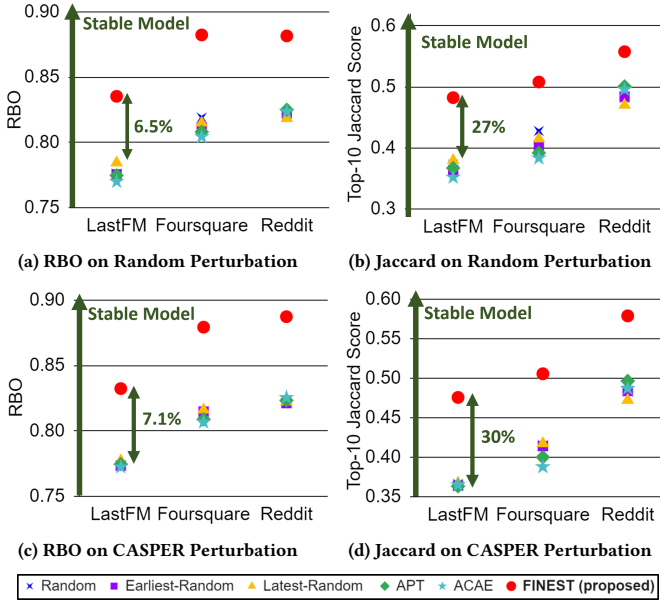 0.90
Stable Model
0.85
RBO
6.5%
0.80
0.75
LastFM Foursquare Reddit
(a) RBO on Random Perturbation
0.6
Stable Model
0.5
Top-10 Jaccard Score
27%
0.4
0.3
LastFM Foursquare Reddit
(b) Jaccard on Random Perturbation
0.90
Stable Model
0.85
RBO
7.1%
0.80
0.75
LastFM Foursquare Reddit
(c) RBO on CASPER Perturbation
0.60
Stable Model
0.55
0.50
Top-10 Jaccard Score
0.45
30%
0.40
0.35
LastFM Foursquare Reddit
(d) Jaccard on CASPER Perturbation
Random Earliest-Random Latest-Random APT ACAE FINEST (proposed)